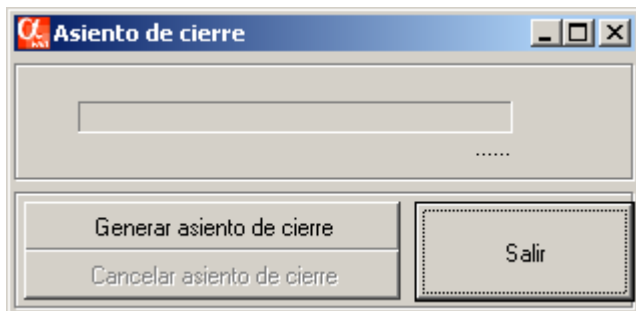 Asiento de cierre
......
Generar asiento de cierre
Cancelar asiento de cierre
Salir